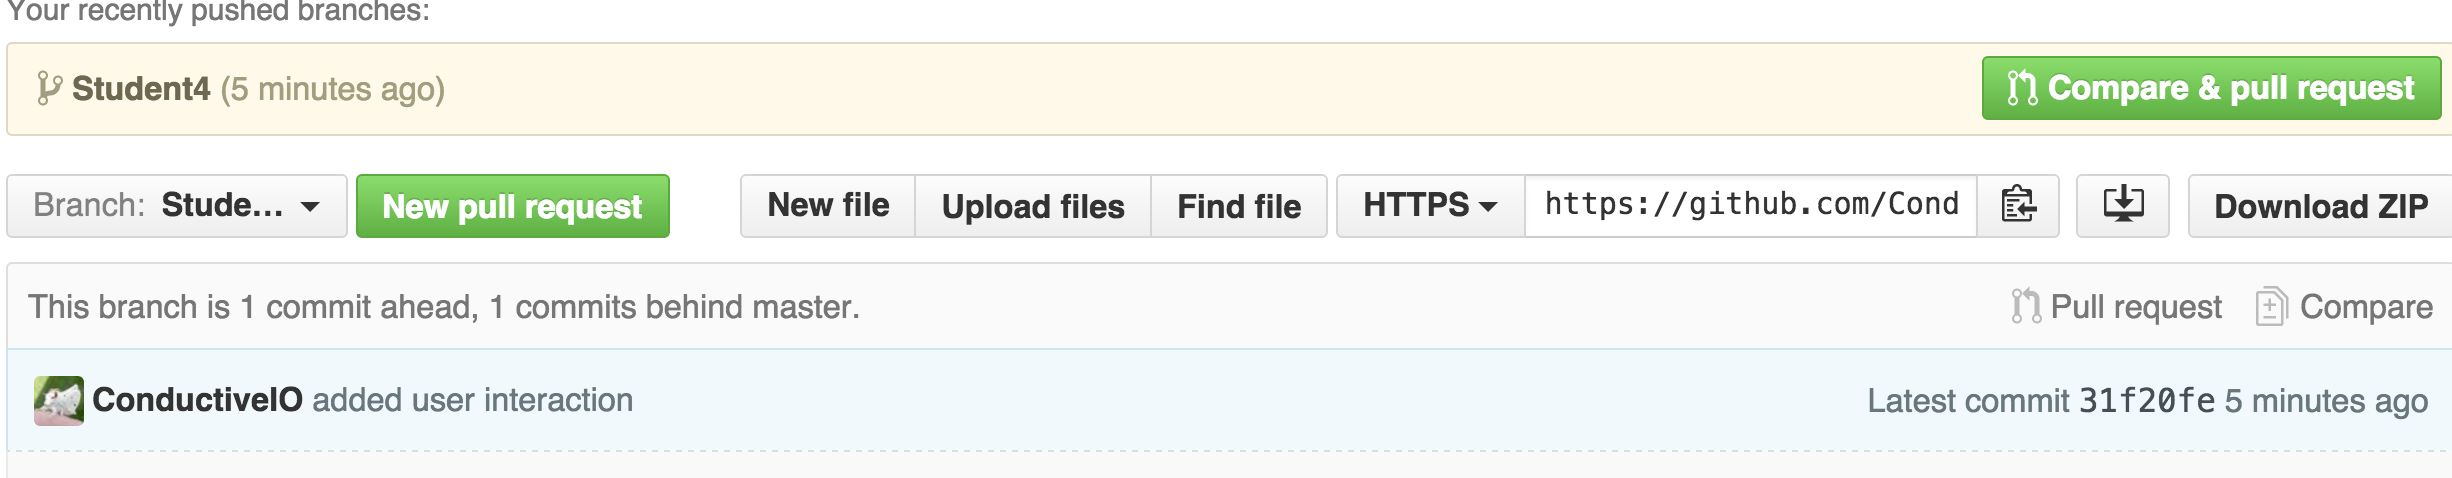 Your recently pushed branches:
Student4 (5 minutes ago)
Compare & pull request
Branch: Stude...
New pull request
New file
Upload files
Find file
HTTPS
https://github.com/Cond
Download ZIP
This branch is 1 commit ahead, 1 commits behind master.
Pull request
Compare
ConductiveIO added user interaction
Latest commit 31f20fe 5 minutes ago